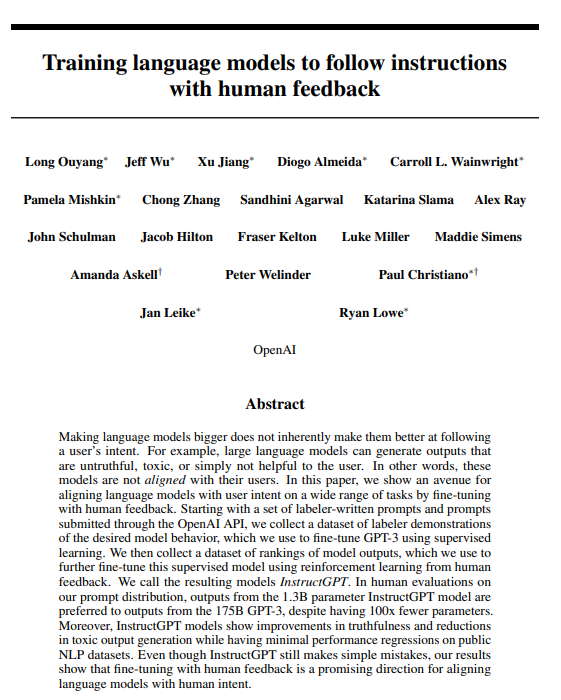 Training language models to follow instructions
with human feedback
Long Ouyang* Jeff Wu* Xu Jiang* Diogo Almeida* Carroll L. Wainwright*
Pamela Mishkin* Chong Zhang Sandhini Agarwal Katarina Slama Alex Ray
John Schulman Jacob Hilton Fraser Kelton Luke Miller Maddie Simens
Amanda Askell† Peter Welinder Paul Christiano*†
Jan Leike* Ryan Lowe*
OpenAI
Abstract
Making language models bigger does not inherently make them better at following
a user's intent. For example, large language models can generate outputs that
are untruthful, toxic, or simply not helpful to the user. In other words, these
models are not aligned with their users. In this paper, we show an avenue for
aligning language models with user intent on a wide range of tasks by fine-tuning
with human feedback. Starting with a set of labeler-written prompts and prompts
submitted through the OpenAI API, we collect a dataset of labeler demonstrations
of the desired model behavior, which we use to fine-tune GPT-3 using supervised
learning. We then collect a dataset of rankings of model outputs, which we use to
further fine-tune this supervised model using reinforcement learning from human
feedback. We call the resulting models InstructGPT. In human evaluations on
our prompt distribution, outputs from the 1.3B parameter InstructGPT model are
preferred to outputs from the 175B GPT-3, despite having 100x fewer parameters.
Moreover, InstructGPT models show improvements in truthfulness and reductions
in toxic output generation while having minimal performance regressions on public
NLP datasets. Even though InstructGPT still makes simple mistakes, our results
show that fine-tuning with human feedback is a promising direction for aligning
language models with human intent.